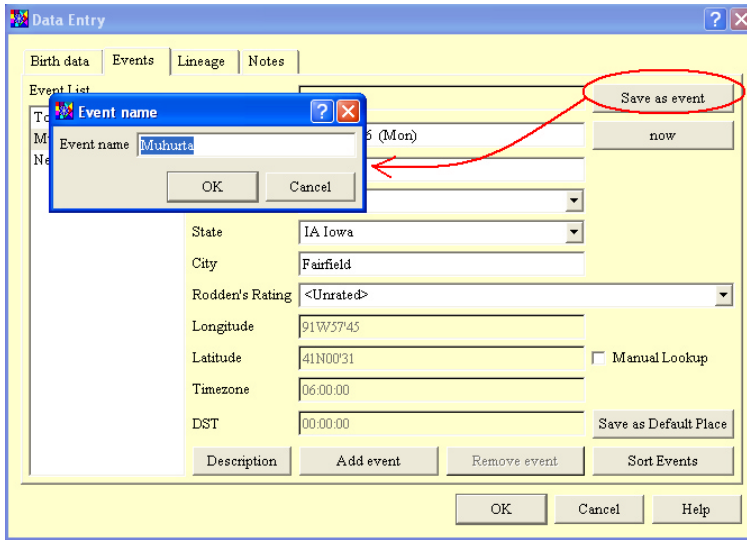 Data Entry
Birth data Events Lineage Notes
Event List
Save as event
Event name
6 (Mon)
now
Event name Muhurta
OK Cancel
State IA Iowa
City Fairfield
Rodden's Rating <Unrated>
Longitude 91W57'45
Latitude 41N00'31 Manual Lookup
Timezone 06:00:00
DST 00:00:00 Save as Default Place
Description Add event Remove event Sort Events
OK Cancel Help